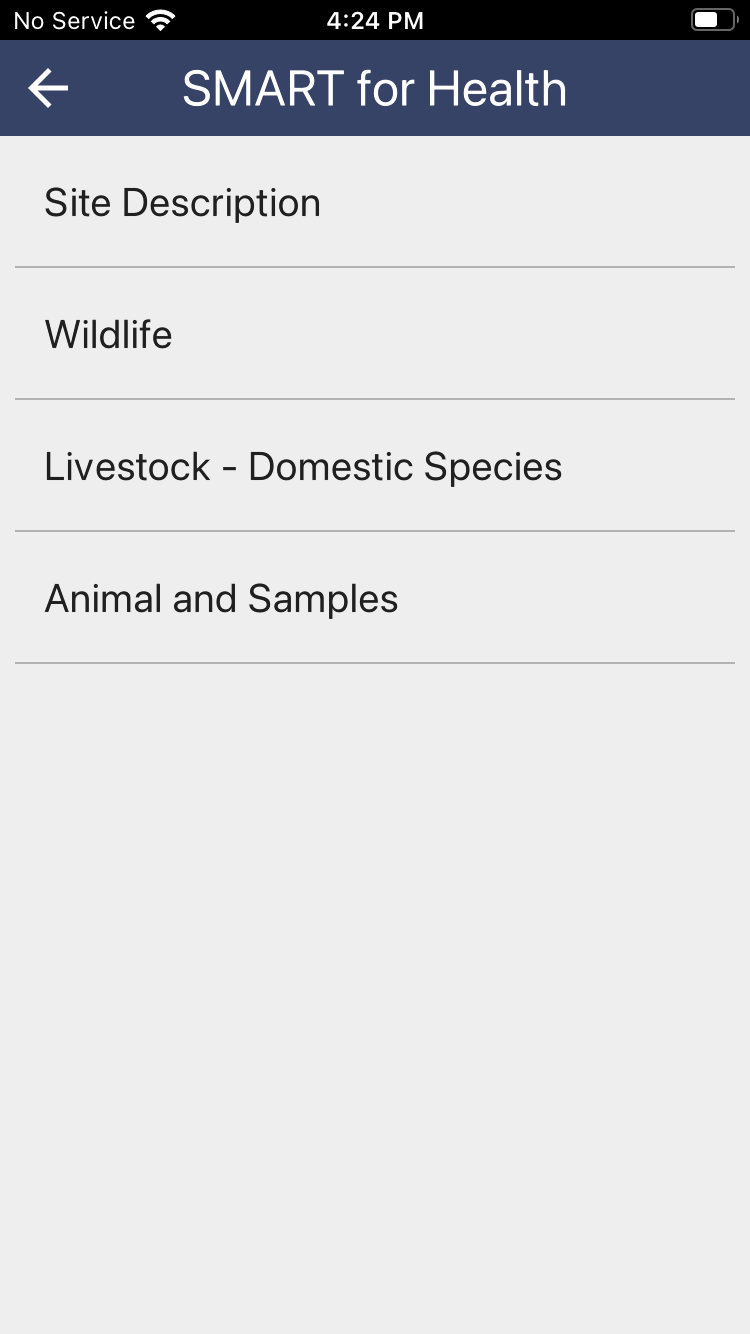 No Service 4:24 PM
SMART for Health
Site Description
Wildlife
Livestock - Domestic Species
Animal and Samples